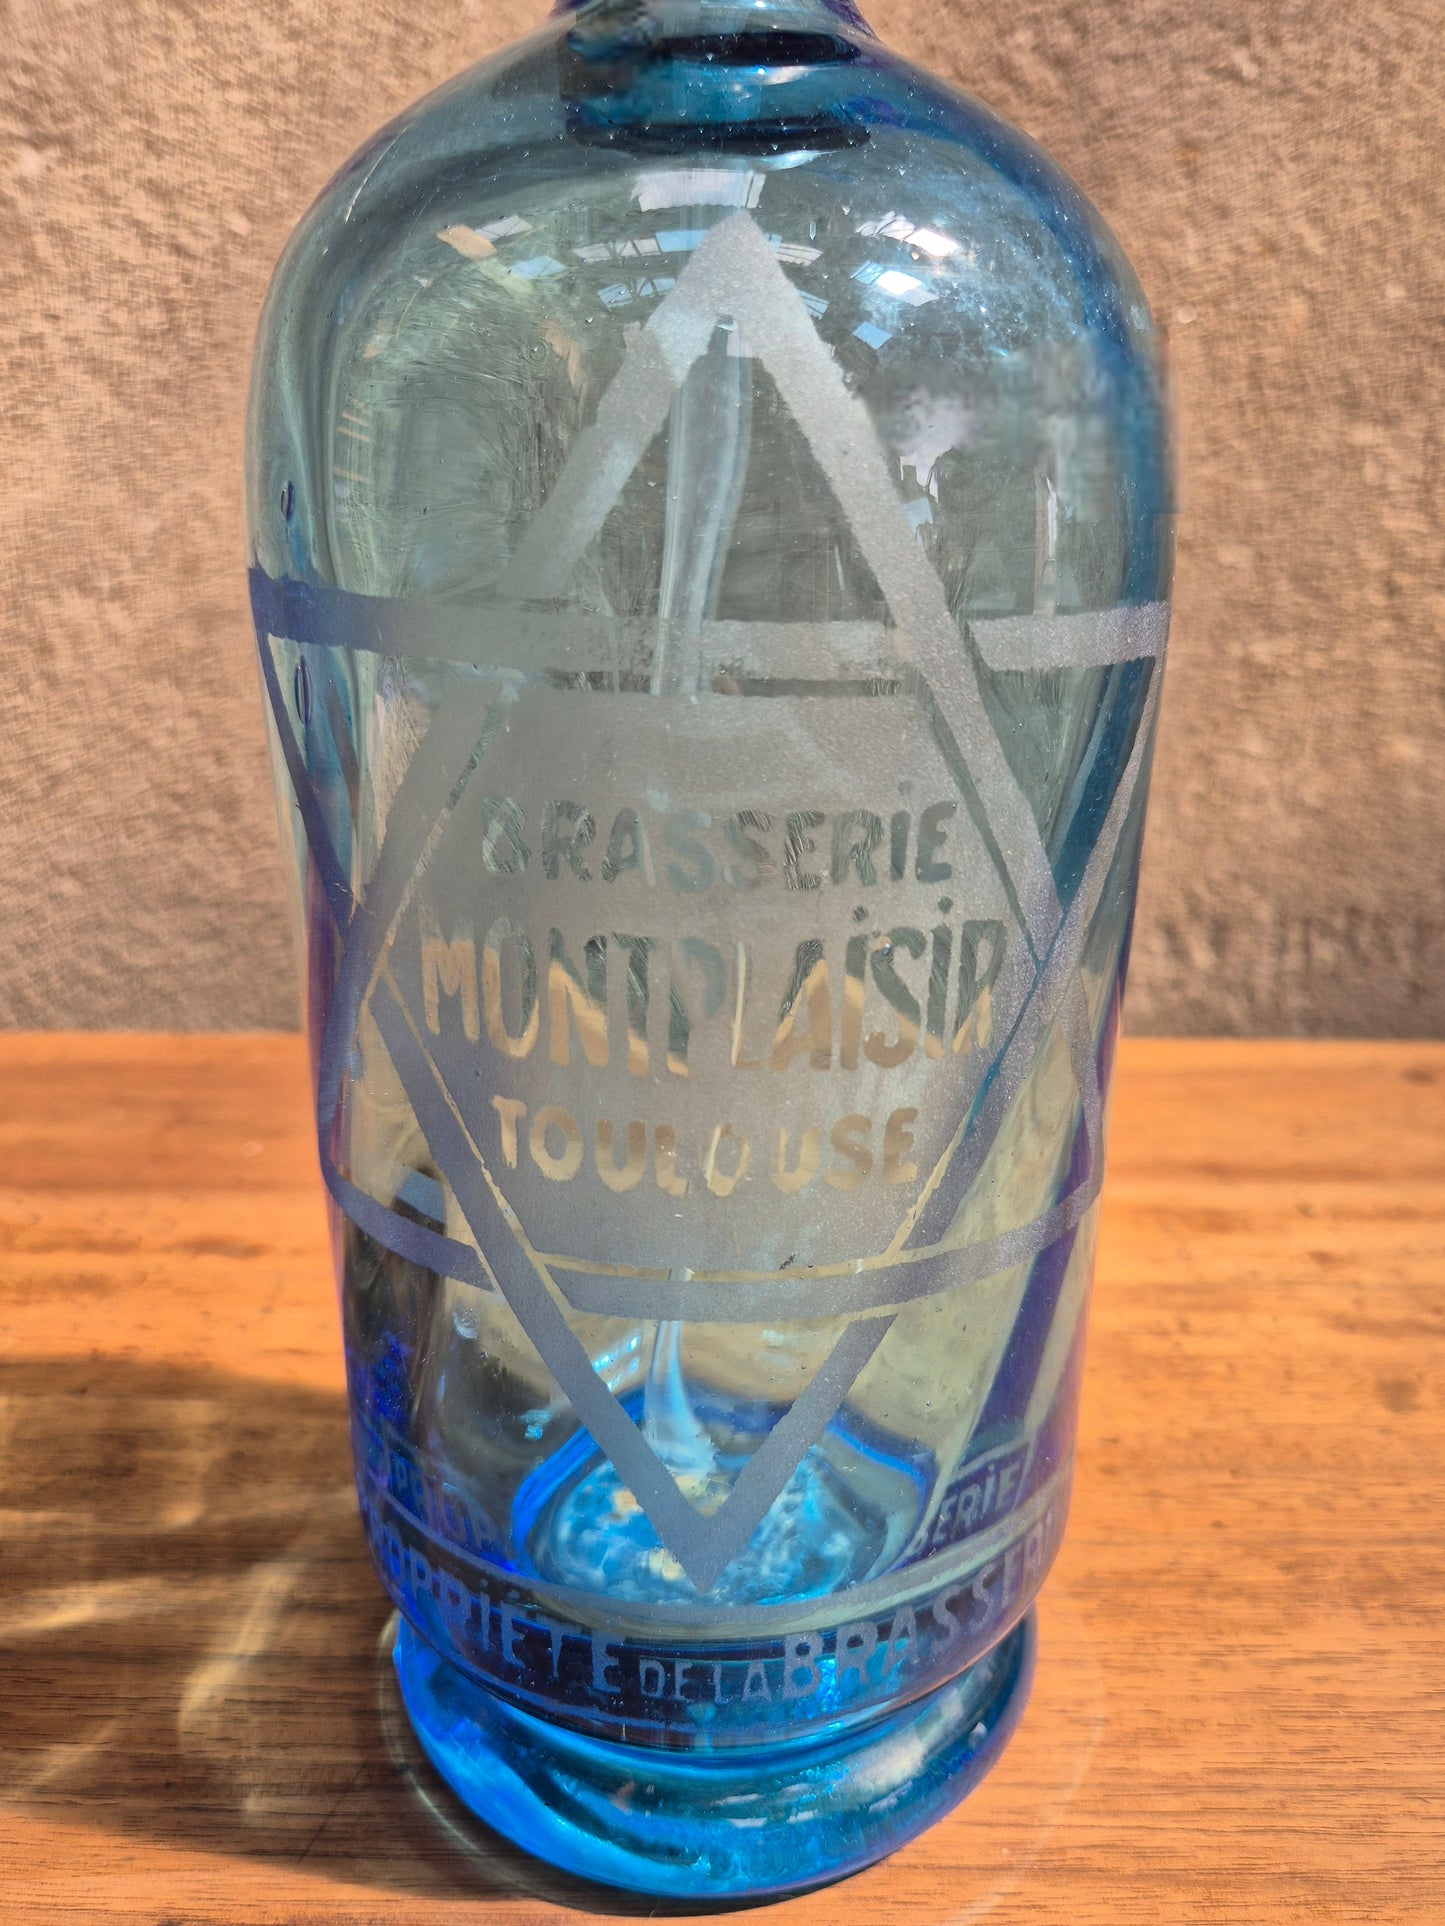 BRASSERIE
MONTPLAISIR
TOULOUSE
PROPRIÉTÉ DE LA BRASSERIE